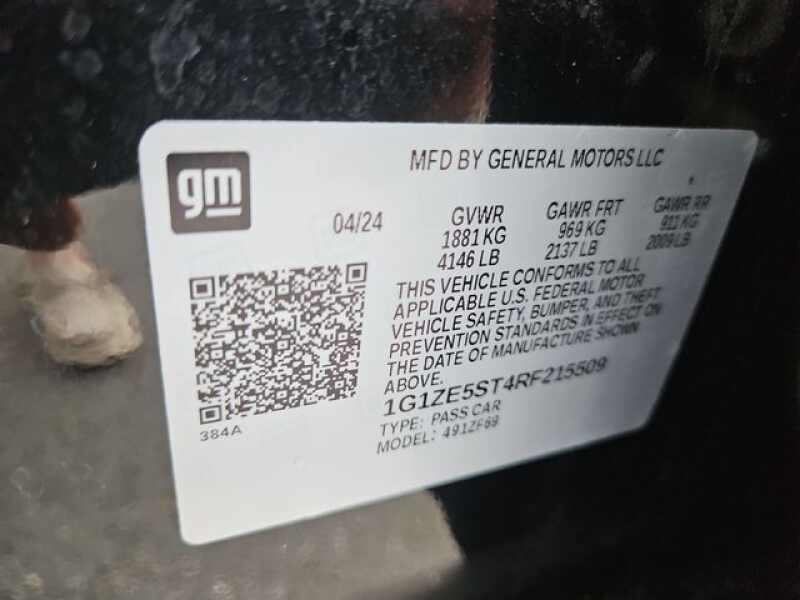 gm
MFD BY GENERAL MOTORS LLC
04/24
GVWR
1881 KG
4146 LB
GAWR FRT
969 KG
2137 LB
GAWR RR
911 KG
2009 LB
THIS VEHICLE CONFORMS TO ALL
APPLICABLE U.S. FEDERAL MOTOR
VEHICLE SAFETY, BUMPER, AND THEFT
PREVENTION STANDARDS IN EFFECT ON
THE DATE OF MANUFACTURE SHOWN
ABOVE.
1G1ZE5ST4RF215509
TYPE: PASS CAR
MODEL: 491ZF69
384A